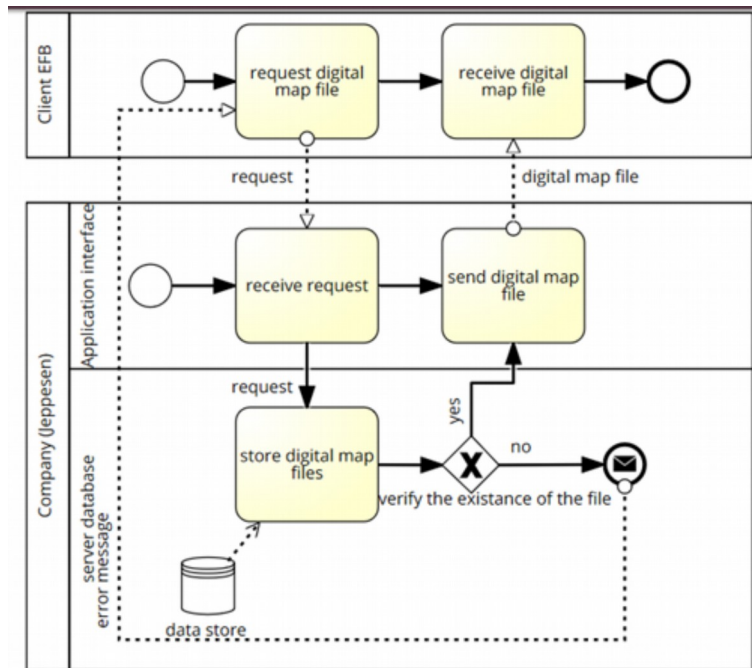 Client EFB
request digital
map file
receive digital
map file
request
digital map file
Company (Jeppesen)
Application interface
receive request
send digital map
file
request
server database
error message
store digital map
files
yes
no
verify the existance of the file
data store